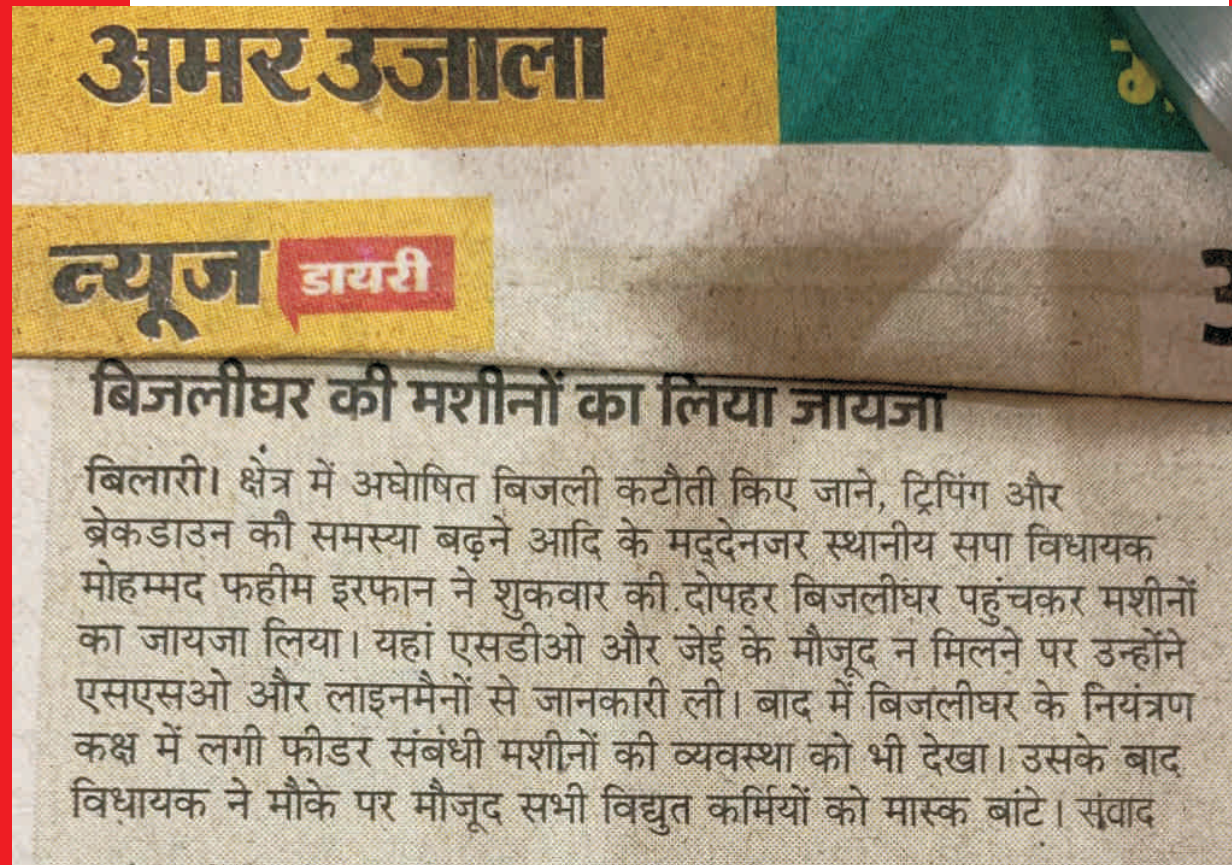 अमर उजाला
न्यूज डायरी
बिजलीघर की मशीनों का लिया जायजा
बिलारी। क्षेत्र में अघोषित बिजली कटौती किए जाने, ट्रिपिंग और
ब्रेकडाउन की समस्या बढ़ने आदि के मद्देनजर स्थानीय सपा विधायक
मोहम्मद फहीम इरफान ने शुकवार की दोपहर बिजलीघर पहुंचकर मशीनों
का जायजा लिया। यहां एसडीओ और जेई के मौजूद न मिलने पर उन्होंने
एसएसओ और लाइनमैनों से जानकारी ली। बाद में बिजलीघर के नियंत्रण
कक्ष में लगी फीडर संबंधी मशीनों की व्यवस्था को भी देखा। उसके बाद
विधायक ने मौके पर मौजूद सभी विद्युत कर्मियों को मास्क बांटे। संवाद